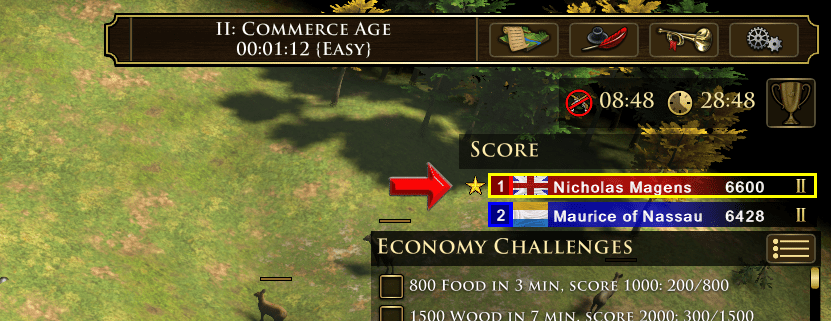 II: Commerce Age
00:01:12 {Easy}
08:48 28:48
Score
1 Nicholas Magens 6600 II
2 Maurice of Nassau 6428 II
Economy Challenges
800 Food in 3 min, score 1000: 200/800
1500 Wood in 7 min, score 2000: 300/1500